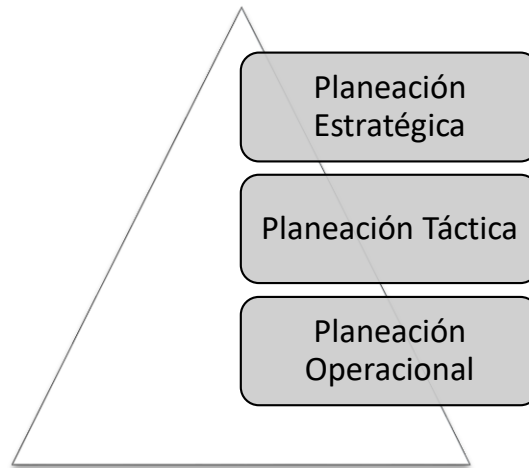 Planeación
Estratégica
Planeación Táctica
Planeación
Operacional